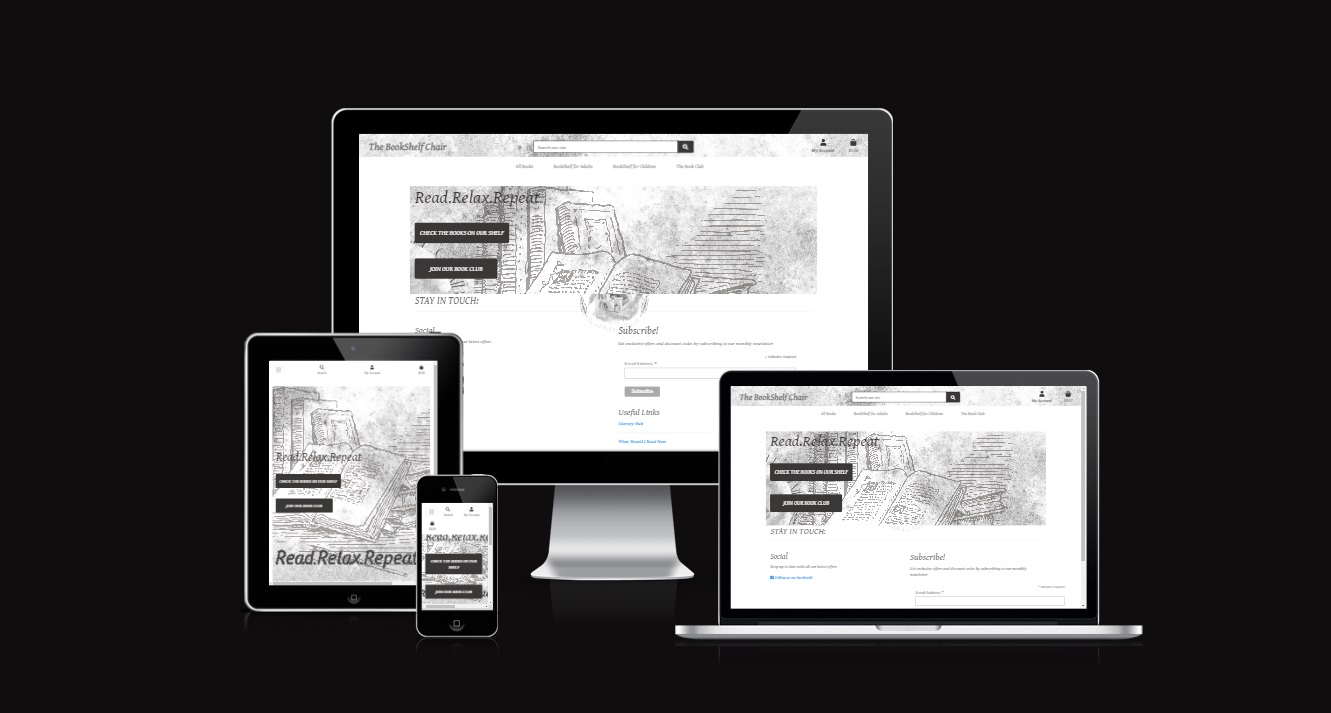 The BookShelf Chair
Search our site
My Account
$0.00
All Books BookShelf for Adults BookShelf for Children The Book Club
Read.Relax.Repeat.
CHECK THE BOOKS ON OUR SHELF
JOIN OUR BOOK CLUB
STAY IN TOUCH:
Social
our latest offers
Subscribe!
Get exclusive offers and discount codes by subscribing to our monthly newsletter
* indicates required
Email Address *
Subscribe
Useful Links
Literary Hub
What Should I Read Next
Search
My Account
Read.Relax.Repeat
CHECK THE BOOKS ON OUR SHELF
JOIN OUR BOOK CLUB
Read.Relax.Repeat
Search
My Account
Read.Relax.Re
CHECK THE BOOKS ON OUR
SHELF
JOIN OUR BOOK CLUB
The BookShelf Chair
Search our site
My Account
All Books BookShelf for Adults BookShelf for Children The Book Club
Read.Relax.Repeat
CHECK THE BOOKS ON OUR SHELF
JOIN OUR BOOK CLUB
STAY IN TOUCH:
Social
Keep up to date with all our latest offers
Follow us on Facebook!
Subscribe!
Get exclusive offers and discount codes by subscribing to our monthly
newsletter
* indicates required
Email Address *